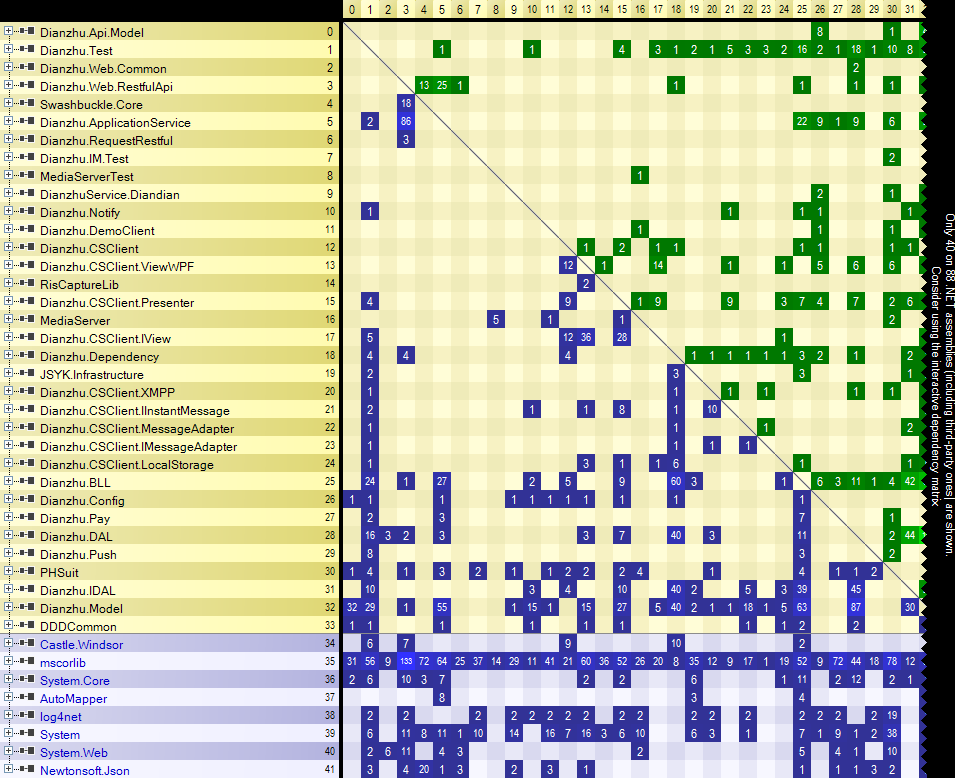 0 1 2 3 4 5 6 7 8 9 10 11 12 13 14 15 16 17 18 19 20 21 22 23 24 25 26 27 28 29 30 31
Dianzhu.Api.Model 0 8 1
Dianzhu.Test 1 1 1 4 3 1 2 1 5 3 3 2 16 2 1 18 1 10 8
Dianzhu.Web.Common 2 2
Dianzhu.Web.RestfulApi 3 13 25 1 1 1 1 1
Swashbuckle.Core 4 18
Dianzhu.ApplicationService 5 2 86 22 9 1 9 6
Dianzhu.RequestRestful 6 3
Dianzhu.IM.Test 7 2
MediaServerTest 8 1
DianzhuService.Diandian 9 2 1
Dianzhu.Notify 10 1 1 1 1 1
Dianzhu.DemoClient 11 1 1 1
Dianzhu.CSClient 12 1 2 1 1 1 1 1 1
Dianzhu.CSClient.ViewWPF 13 12 1 14 1 1 5 6 6
RisCaptureLib 14 2
Dianzhu.CSClient.Presenter 15 4 9 1 9 9 3 7 4 7 2 6
MediaServer 16 5 1 1 2
Dianzhu.CSClient.IView 17 5 12 36 28 1
Dianzhu.Dependency 18 4 4 4 1 1 1 1 1 1 3 2 1 2
JSYK.Infrastructure 19 2 3 3 1
Dianzhu.CSClient.XMPP 20 1 1 1 1 1 1
Dianzhu.CSClient.IInstantMessage 21 2 1 1 8 1 10
Dianzhu.CSClient.MessageAdapter 22 1 1 1 2
Dianzhu.CSClient.IMessageAdapter 23 1 1 1 1
Dianzhu.CSClient.LocalStorage 24 1 3 1 1 6 1 1
Dianzhu.BLL 25 24 1 27 2 5 9 60 3 1 6 3 11 1 4 42
Dianzhu.Config 26 1 1 1 1 1 1 1 1 1 1 1 1
Dianzhu.Pay 27 2 3 7 1
Dianzhu.DAL 28 16 3 2 3 3 7 40 3 11 2 44
Dianzhu.Push 29 8 3 2
PHSuit 30 1 4 1 3 2 1 1 2 2 2 4 1 4 1 1 2
Dianzhu.IDAL 31 10 3 4 10 40 2 5 3 39 45
Dianzhu.Model 32 32 29 1 55 9 15 1 15 27 5 40 2 1 1 18 1 5 63 87 30
DDDCommon 33 1 1 1 1 1 1 1 2 2
Castle.Windsor 34 6 7 9 10 2
mscorlib 35 31 56 9 133 72 64 25 37 14 29 11 41 21 60 36 52 26 20 8 35 12 9 17 1 19 52 9 72 44 18 78 12
System.Core 36 2 6 10 3 7 2 2 6 1 11 2 12 2 1
AutoMapper 37 8 3 4
log4net 38 2 2 2 2 2 2 2 2 2 2 2 2 2 2 2 2 2 19
System 39 6 11 8 11 1 10 14 16 7 16 3 6 10 6 3 1 7 1 9 1 2 38
System.Web 40 2 6 11 4 3 2 5 4 1 10
Newtonsoft.Json 41 3 4 20 1 3 2 3 1 3 1 1 3 2
Only 40 on 88 .NET assemblies (including third-party ones) are shown.
Consider using the interactive dependency matrix